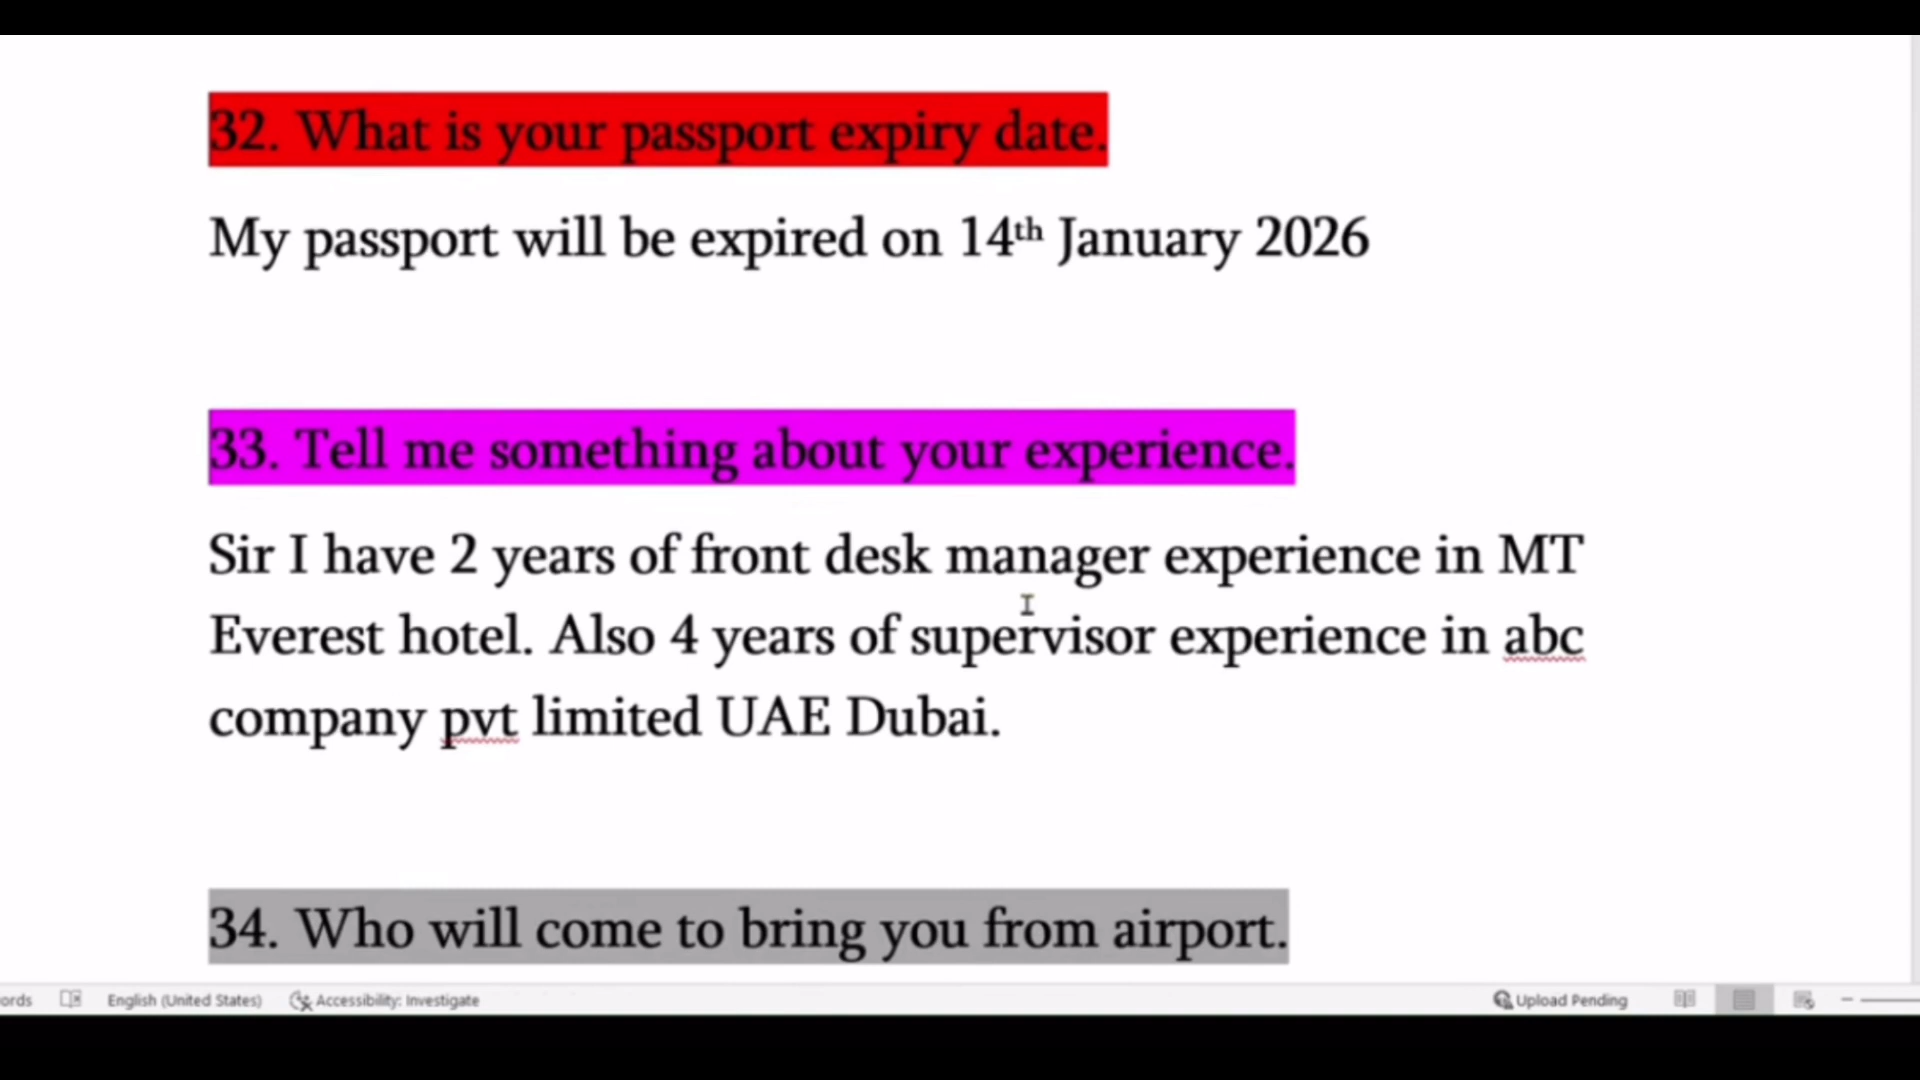 32. What is your passport expiry date.
My passport will be expired on 14th January 2026
33. Tell me something about your experience.
Sir I have 2 years of front desk manager experience in MT
Everest hotel. Also 4 years of supervisor experience in abc
company pvt limited UAE Dubai.
34. Who will come to bring you from airport.
ords English (United States) Accessibility: Investigate Upload Pending